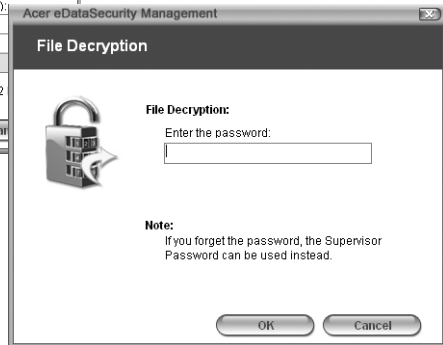 Acer eDataSecurity Management
File Decryption
File Decryption:
Enter the password:
Note:
If you forget the password, the Supervisor
Password can be used instead.
OK
Cancel